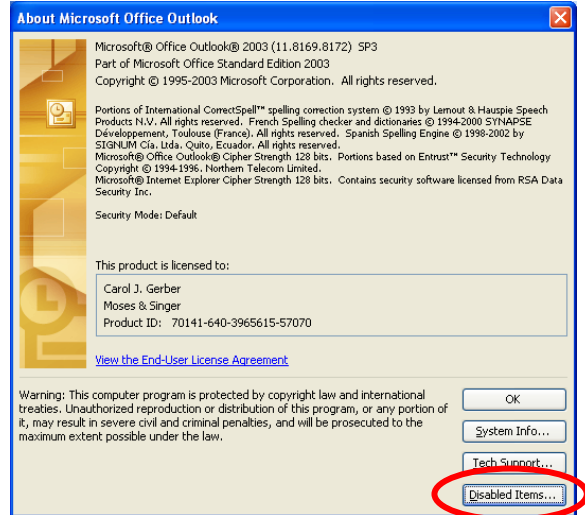 About Microsoft Office Outlook
Microsoft® Office Outlook® 2003 (11.8169.8172) SP3
Part of Microsoft Office Standard Edition 2003
Copyright © 1995-2003 Microsoft Corporation. All rights reserved.
Portions of International CorrectSpell™ spelling correction system © 1993 by Lernout & Hauspie Speech
Products N.V. All rights reserved. French Spelling checker and dictionaries © 1994-2000 SYNAPSE
Développement, Toulouse (France). All rights reserved. Spanish Spelling Engine © 1998-2002 by
SIGNUM Cía. Ltda. Quito, Ecuador. All rights reserved.
Microsoft® Office Outlook® Cipher Strength 128 bits. Portions based on Entrust™ Security Technology
Copyright © 1994-1996. Northern Telecom Limited.
Microsoft® Internet Explorer Cipher Strength 128 bits. Contains security software licensed from RSA Data
Security Inc.
Security Mode: Default
This product is licensed to:
Carol J. Gerber
Moses & Singer
Product ID: 70141-640-3965615-57070
View the End-User License Agreement
Warning: This computer program is protected by copyright law and international
treaties. Unauthorized reproduction or distribution of this program, or any portion of
it, may result in severe civil and criminal penalties, and will be prosecuted to the
maximum extent possible under the law.
OK
System Info...
Tech Support...
Disabled Items...